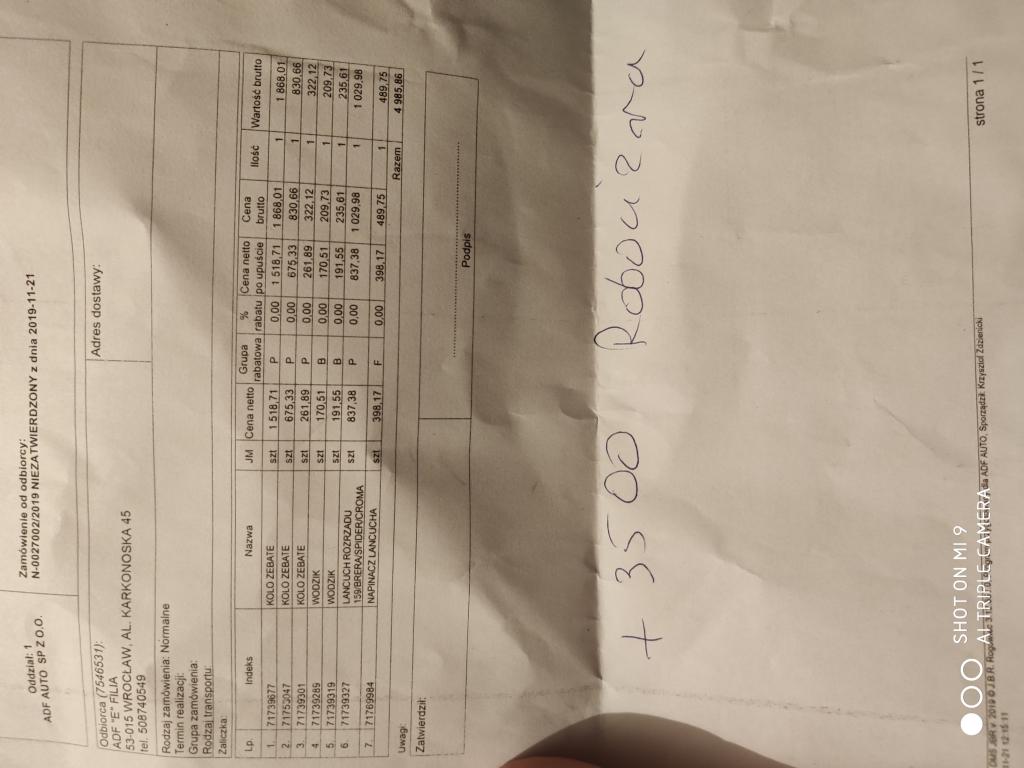 Oddział: 1
ADF AUTO SP Z O.O.
Zamówienie od odbiorcy:
N-0027002/2019 NIEZATWIERDZONY z dnia 2019-11-21
Odbiorca (7546531):
ADF "E" FILIA
53-015 WROCŁAW, AL. KARKONOSKA 45
tel. 508740549
Adres dostawy:
Rodzaj zamówienia: Normalne
Termin realizacji:
Grupa zamówienia:
Rodzaj transportu:
Zaliczka:
Lp. Indeks Nazwa JM Cena netto Grupa rabatowa % rabatu Cena netto po upuście Cena brutto Ilość Wartość brutto
1. 71739677 KOLO ZEBATE szt 1 518,71 P 0,00 1 518,71 1 868,01 1 1 868,01
2. 71753047 KOLO ZEBATE szt 675,33 P 0,00 675,33 830,66 1 830,66
3. 71739301 KOLO ZEBATE szt 261,89 P 0,00 261,89 322,12 1 322,12
4. 71739289 WODZIK szt 170,51 B 0,00 170,51 209,73 1 209,73
5. 71739319 WODZIK szt 191,55 B 0,00 191,55 235,61 1 235,61
6. 71739327 LANCUCH ROZRZADU szt 837,38 P 0,00 837,38 1 029,98 1 1 029,98
159/BRERA/SPIDER/CROMA
7. 71769984 NAPINACZ LANCUCHA szt 398,17 F 0,00 398,17 489,75 1 489,75
Razem 4 985,86
Uwagi:
Zatwierdził:
Podpis
+ 3500 Robocizna
ADF AUTO, Sporządził: Krzysztof Zdzienicki
strona 1 / 1
SHOT ON MI 9
AI TRIPLE CAMERA